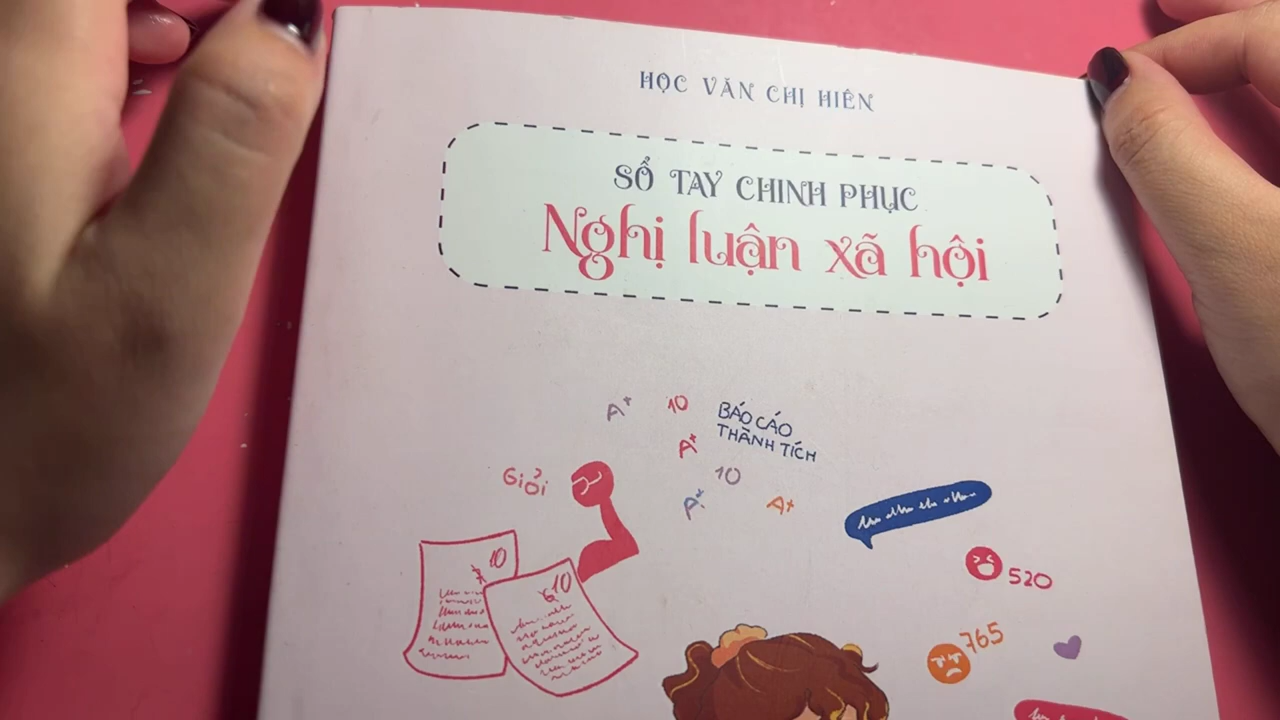 HỌC VĂN CHỊ HIÊN
SỔ TAY CHINH PHỤC
Nghị luận xã hội
A+
10
BÁO CÁO
THÀNH TÍCH
A+
Giỏi
10
A+
A+
10
10
520
765